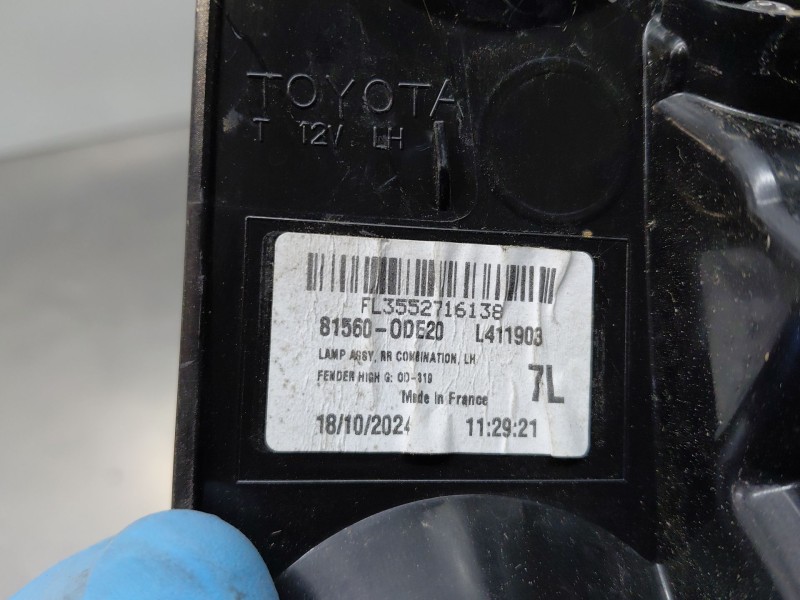 TOYOTA
T 12V LH
FL3552716138
81560-0DE20 L411903
LAMP ASSY, RR COMBINATION, LH
FENDER HIGH G: 0D-319 7L
Made in France
18/10/2024 11:29:21